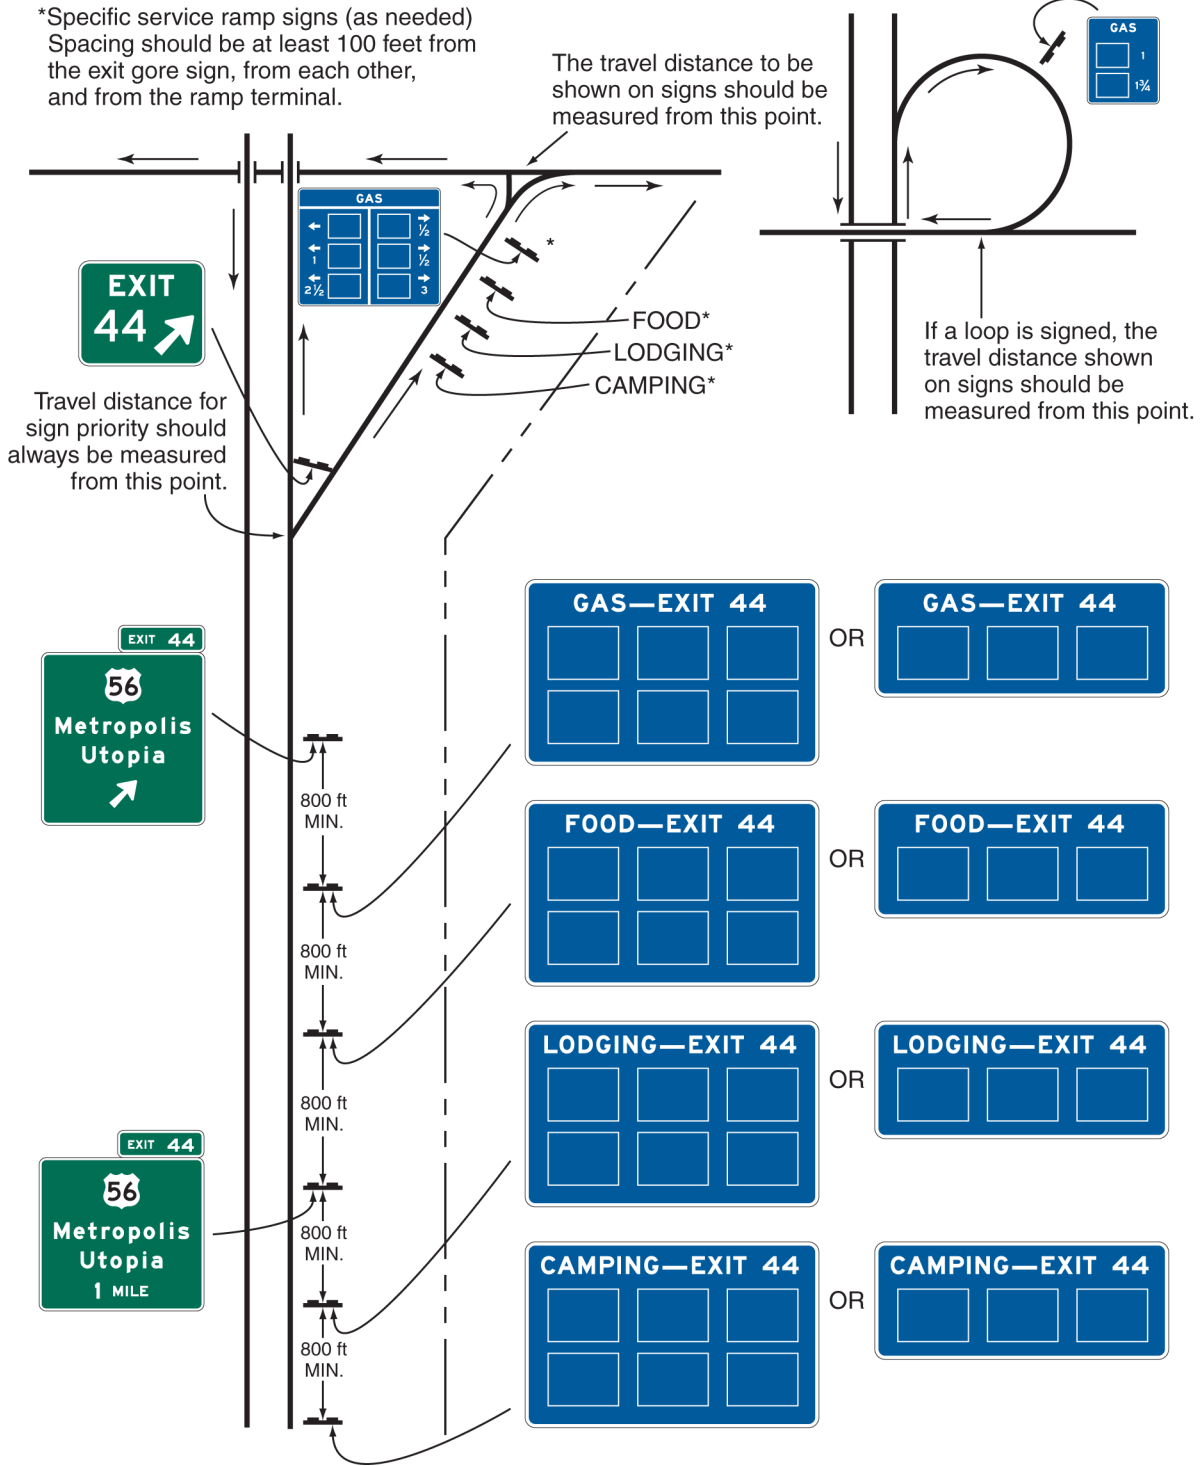 *Specific service ramp signs (as needed)
Spacing should be at least 100 feet from
the exit gore sign, from each other,
and from the ramp terminal.
The travel distance to be
shown on signs should be
measured from this point.
GAS
1
1¾
GAS
½
1
½
2½
3
*
EXIT
44
FOOD*
LODGING*
CAMPING*
If a loop is signed, the
travel distance shown
on signs should be
measured from this point.
Travel distance for
sign priority should
always be measured
from this point.
EXIT 44
56
Metropolis
Utopia
800 ft
MIN.
GAS—EXIT 44
OR
GAS—EXIT 44
800 ft
MIN.
FOOD—EXIT 44
OR
FOOD—EXIT 44
800 ft
MIN.
LODGING—EXIT 44
OR
LODGING—EXIT 44
EXIT 44
56
Metropolis
Utopia
1 MILE
800 ft
MIN.
800 ft
MIN.
CAMPING—EXIT 44
OR
CAMPING—EXIT 44